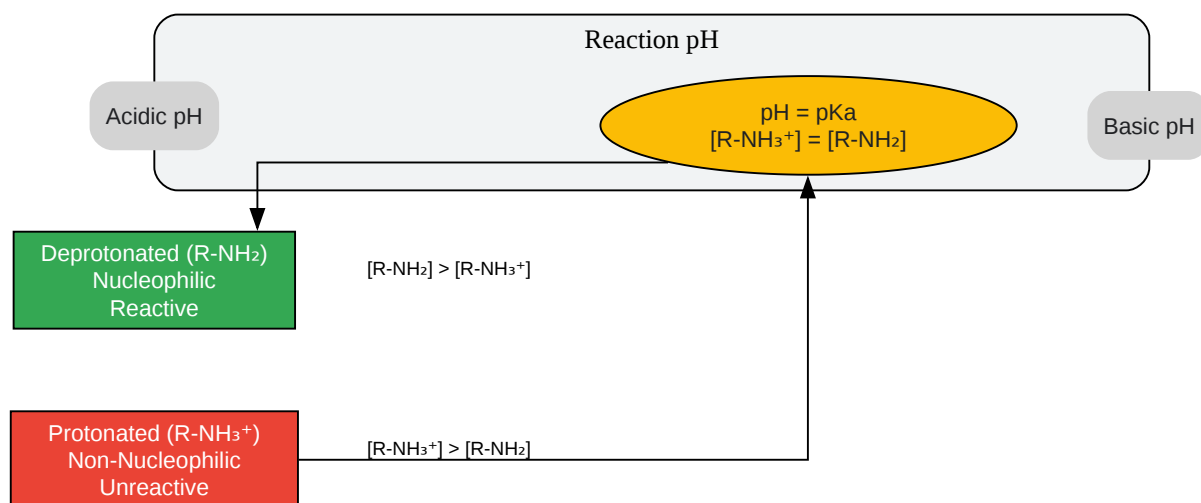 Reaction pH
Acidic pH
pH = pKa
[R-NH₃⁺] = [R-NH₂]
Basic pH
Deprotonated (R-NH₂)
Nucleophilic
Reactive
[R-NH₂] > [R-NH₃⁺]
Protonated (R-NH₃⁺)
Non-Nucleophilic
Unreactive
[R-NH₃⁺] > [R-NH₂]